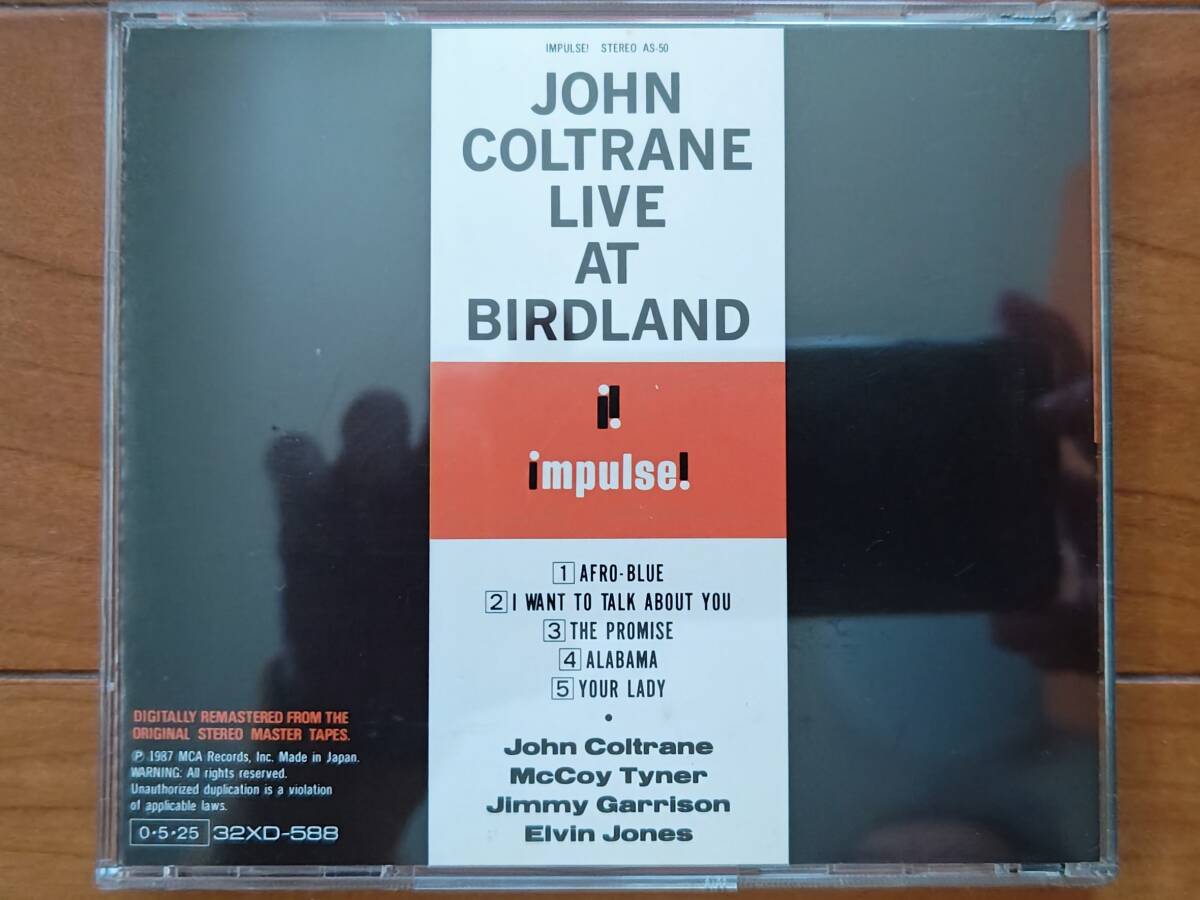 IMPULSE! STEREO AS-50
JOHN
COLTRANE
LIVE
AT
BIRDLAND
i!
impulse!
1 AFRO-BLUE
2 I WANT TO TALK ABOUT YOU
3 THE PROMISE
4 ALABAMA
5 YOUR LADY
•
John Coltrane
McCoy Tyner
Jimmy Garrison
Elvin Jones
DIGITALLY REMASTERED FROM THE
ORIGINAL STEREO MASTER TAPES.
℗ 1987 MCA Records, Inc. Made in Japan.
WARNING: All rights reserved.
Unauthorized duplication is a violation
of applicable laws.
0·5·25 32XD-588